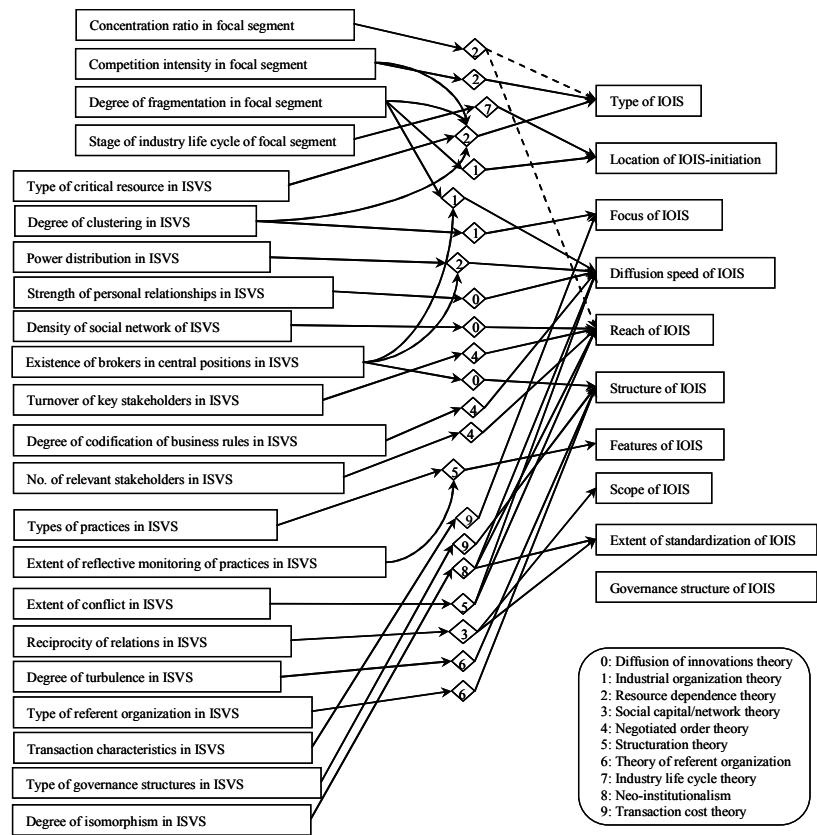 Concentration ratio in focal segment
Competition intensity in focal segment
Degree of fragmentation in focal segment
Stage of industry life cycle of focal segment
Type of critical resource in ISVS
Degree of clustering in ISVS
Power distribution in ISVS
Strength of personal relationships in ISVS
Density of social network of ISVS
Existence of brokers in central positions in ISVS
Turnover of key stakeholders in ISVS
Degree of codification of business rules in ISVS
No. of relevant stakeholders in ISVS
Types of practices in ISVS
Extent of reflective monitoring of practices in ISVS
Extent of conflict in ISVS
Reciprocity of relations in ISVS
Degree of turbulence in ISVS
Type of referent organization in ISVS
Transaction characteristics in ISVS
Type of governance structures in ISVS
Degree of isomorphism in ISVS
2
2
7
2
1
1
1
2
0
0
4
0
4
4
5
9
9
8
5
3
6
6
Type of IOIS
Location of IOIS-initiation
Focus of IOIS
Diffusion speed of IOIS
Reach of IOIS
Structure of IOIS
Features of IOIS
Scope of IOIS
Extent of standardization of IOIS
Governance structure of IOIS
0: Diffusion of innovations theory
1: Industrial organization theory
2: Resource dependence theory
3: Social capital/network theory
4: Negotiated order theory
5: Structuration theory
6: Theory of referent organization
7: Industry life cycle theory
8: Neo-institutionalism
9: Transaction cost theory